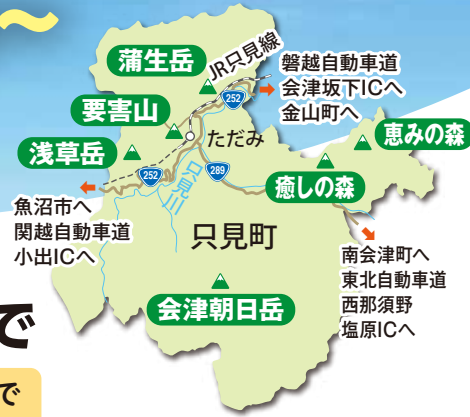 〜
蒲生岳
JR只見線
磐越自動車道
会津坂下ICへ
金山町へ
252
要害山
ただみ
恵みの森
浅草岳
252
只見川
289
癒しの森
魚沼市へ
関越自動車道
小出ICへ
只見町
南会津町へ
東北自動車道
西那須野
塩原ICへ
会津朝日岳
で
で